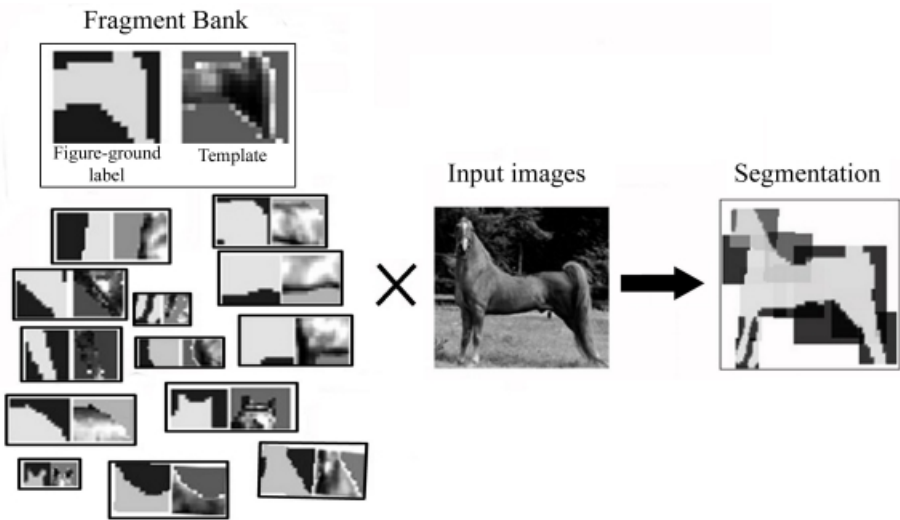 Fragment Bank
Figure-ground
label
Template
Input images
Segmentation